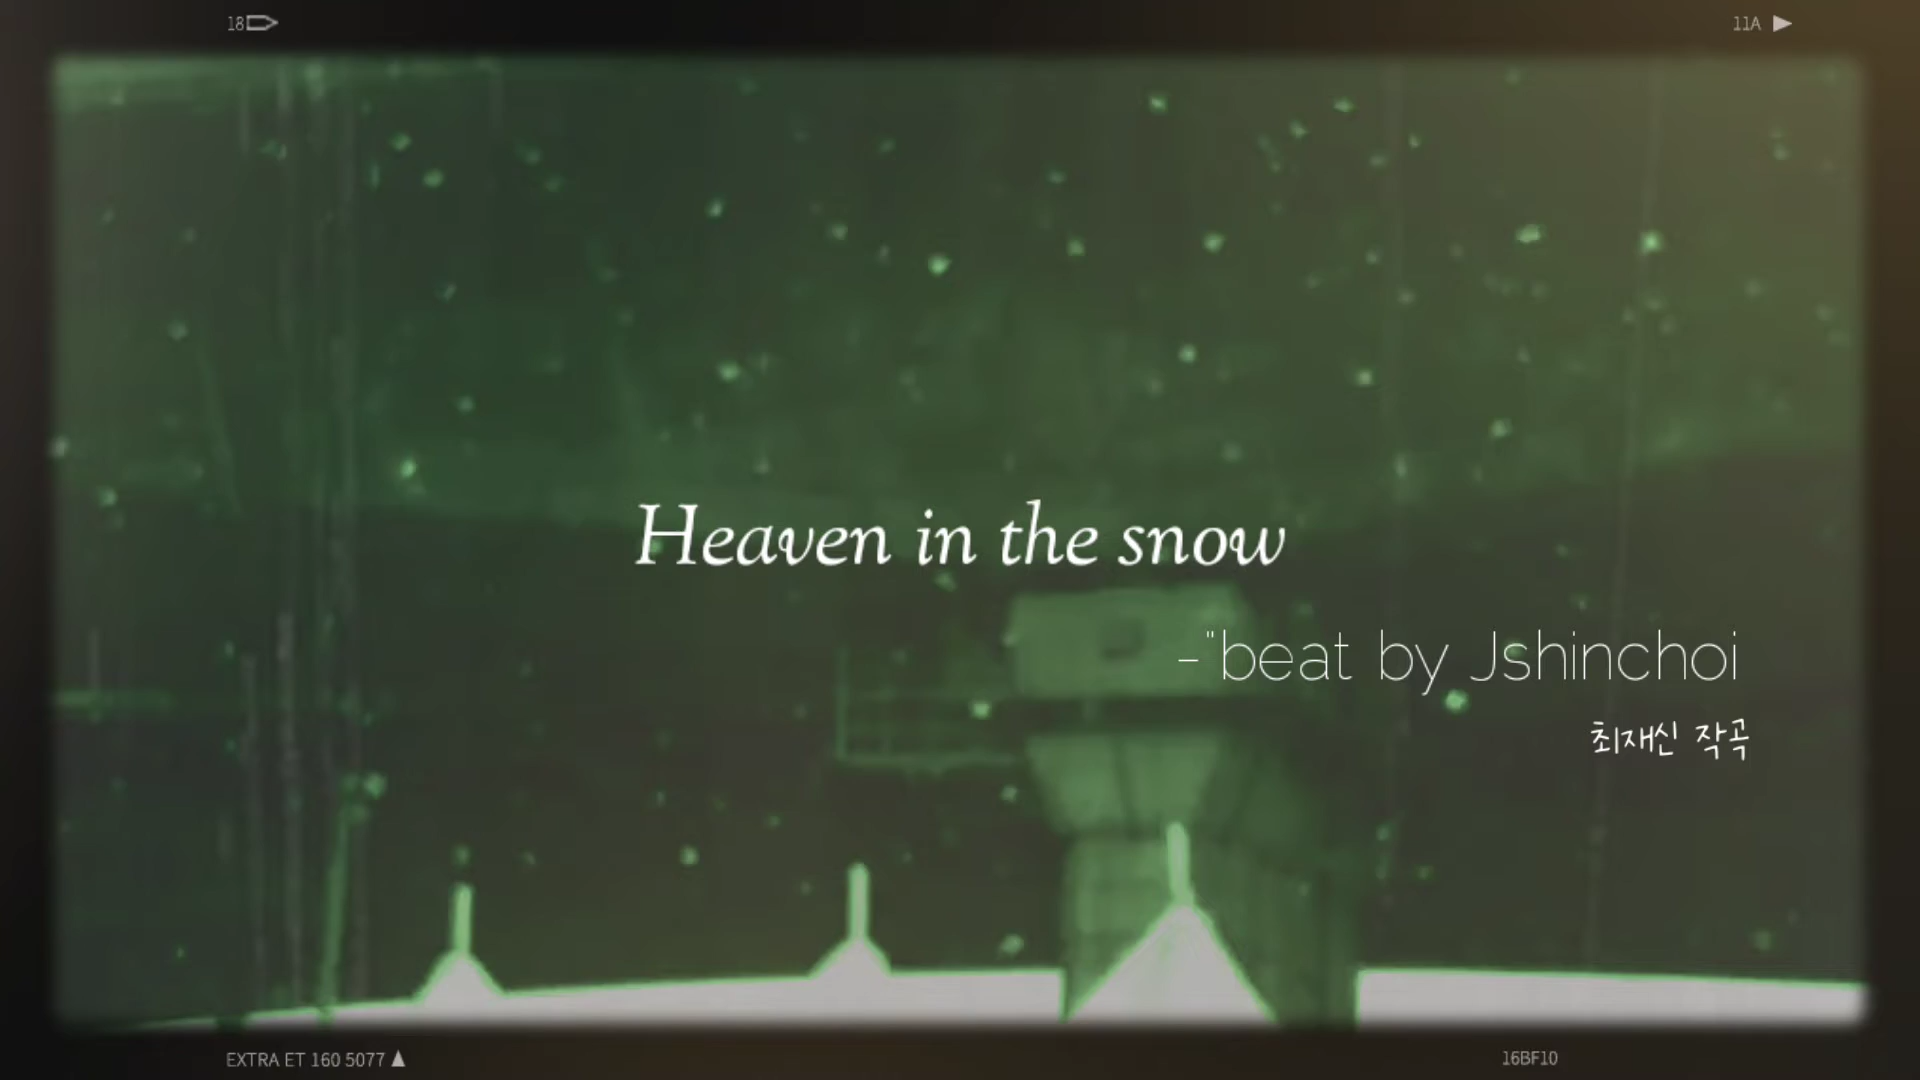 18
11A
Heaven in the snow
-"beat by Jshinchoi
최재신 작곡
EXTRA ET 160 5077
16BF10